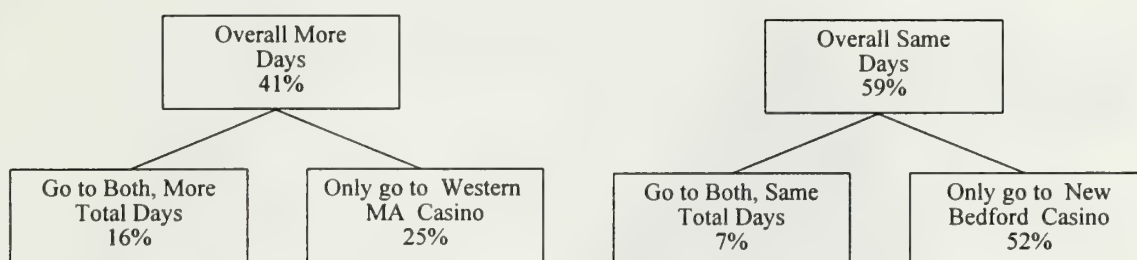 Overall More
Days
41%
Overall Same
Days
59%
Go to Both, More
Total Days
16%
Only go to Western
MA Casino
25%
Go to Both, Same
Total Days
7%
Only go to New
Bedford Casino
52%